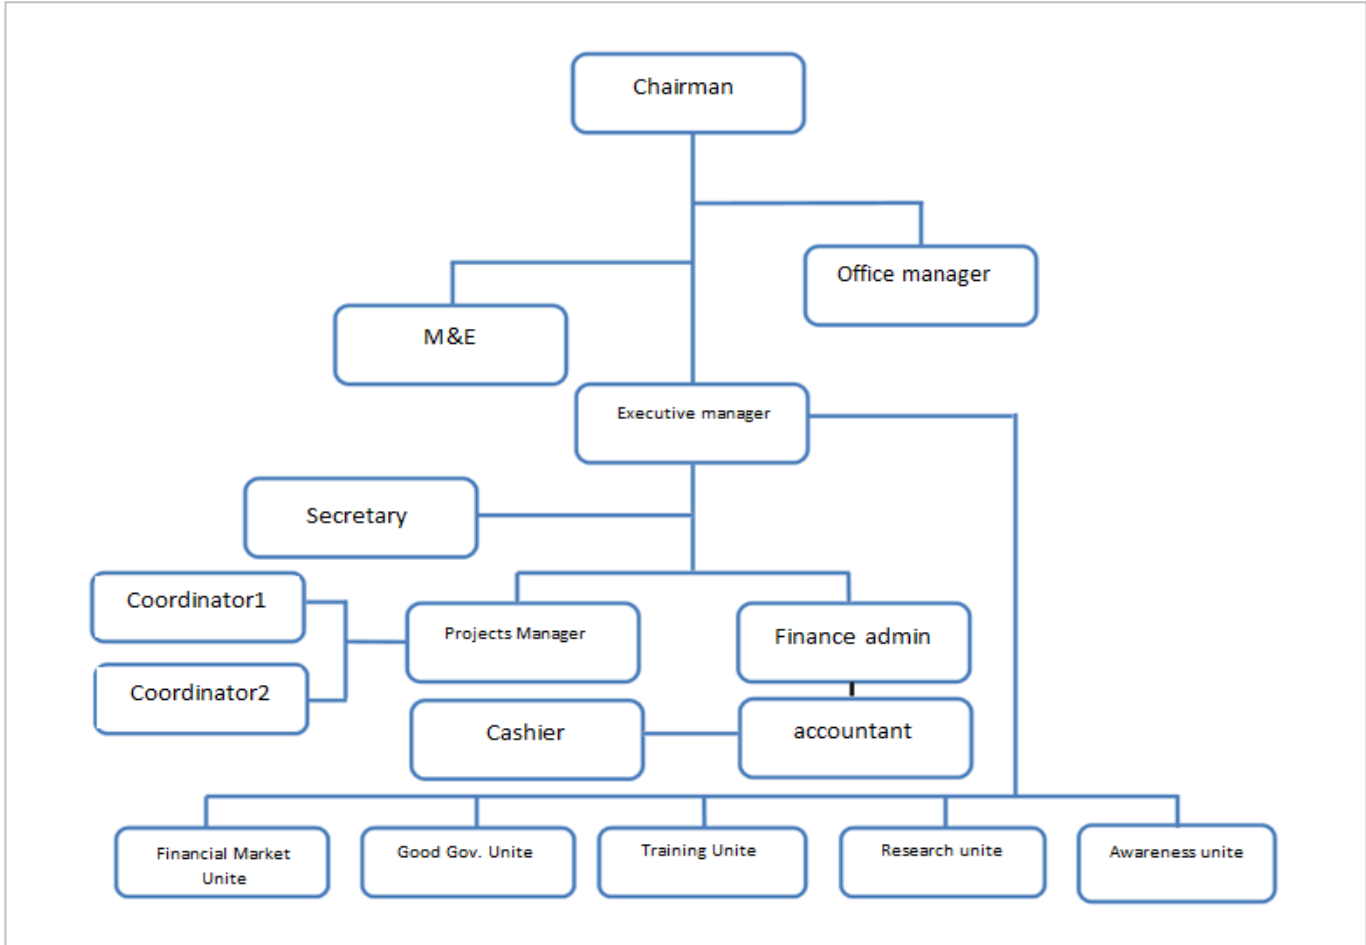 Chairman
Office manager
M&E
Executive manager
Secretary
Coordinator1
Projects Manager
Finance admin
Coordinator2
Cashier
accountant
Financial Market
Unite
Good Gov. Unite
Training Unite
Research unite
Awareness unite